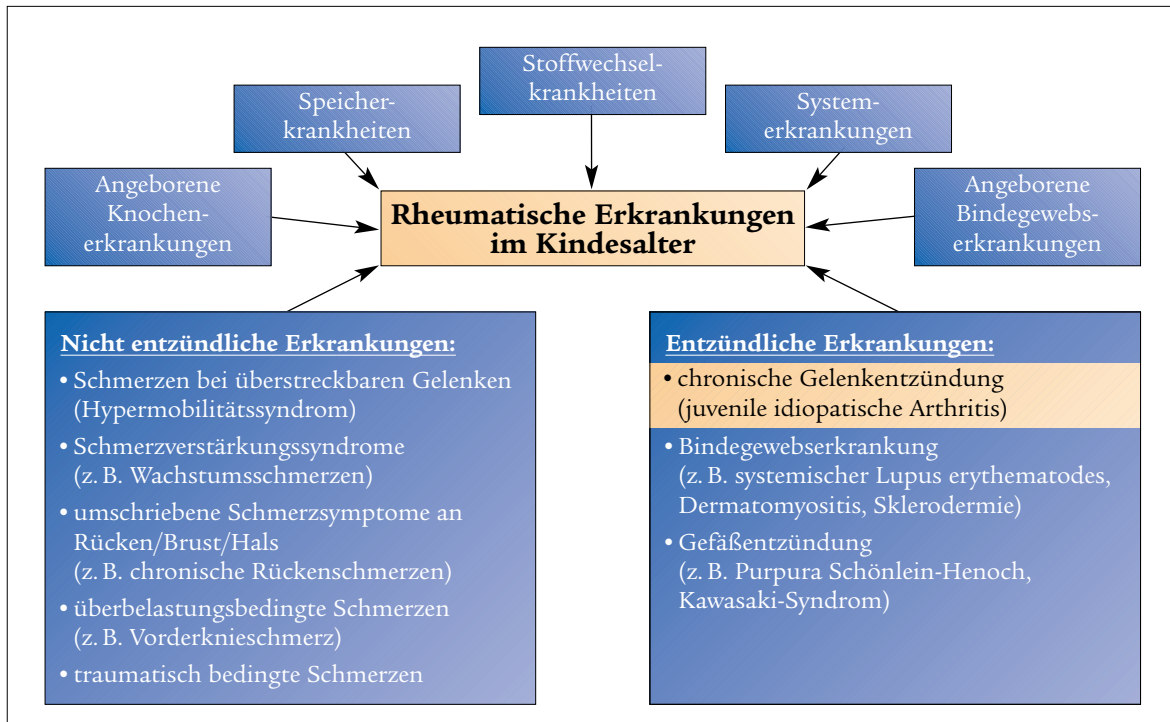 Stoffwechsel-
krankheiten
Speicher-
krankheiten
System-
erkrankungen
Angeborene
Knochen-
erkrankungen
Angeborene
Bindegewebs-
erkrankungen
Rheumatische Erkrankungen
im Kindesalter
Nicht entzündliche Erkrankungen:
• Schmerzen bei überstreckbaren Gelenken
(Hypermobilitätssyndrom)
• Schmerzverstärkungssyndrome
(z. B. Wachstumsschmerzen)
• umschriebene Schmerzsymptome an
Rücken/Brust/Hals
(z. B. chronische Rückenschmerzen)
• überbelastungsbedingte Schmerzen
(z. B. Vorderknieschmerz)
• traumatisch bedingte Schmerzen
Entzündliche Erkrankungen:
• chronische Gelenkentzündung
(juvenile idiopatische Arthritis)
• Bindegewebserkrankung
(z. B. systemischer Lupus erythematodes,
Dermatomyositis, Sklerodermie)
• Gefäßentzündung
(z. B. Purpura Schönlein-Henoch,
Kawasaki-Syndrom)